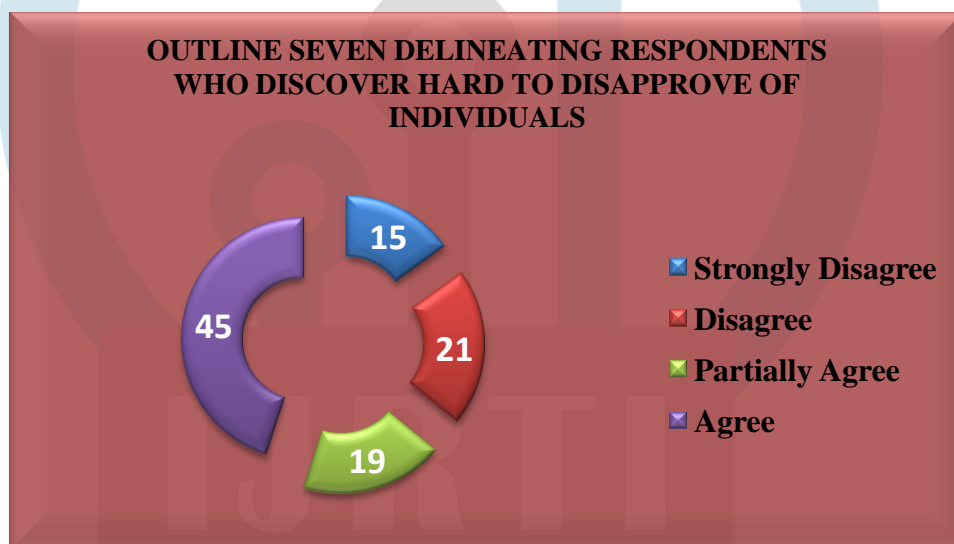 OUTLINE SEVEN DELINEATING RESPONDENTS
WHO DISCOVER HARD TO DISAPPROVE OF
INDIVIDUALS
15
45
21
19
Strongly Disagree
Disagree
Partially Agree
Agree
IJRTI